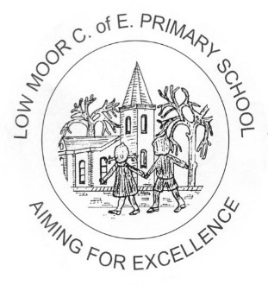 LOW MOOR C. of E. PRIMARY SCHOOL
AIMING FOR EXCELLENCE